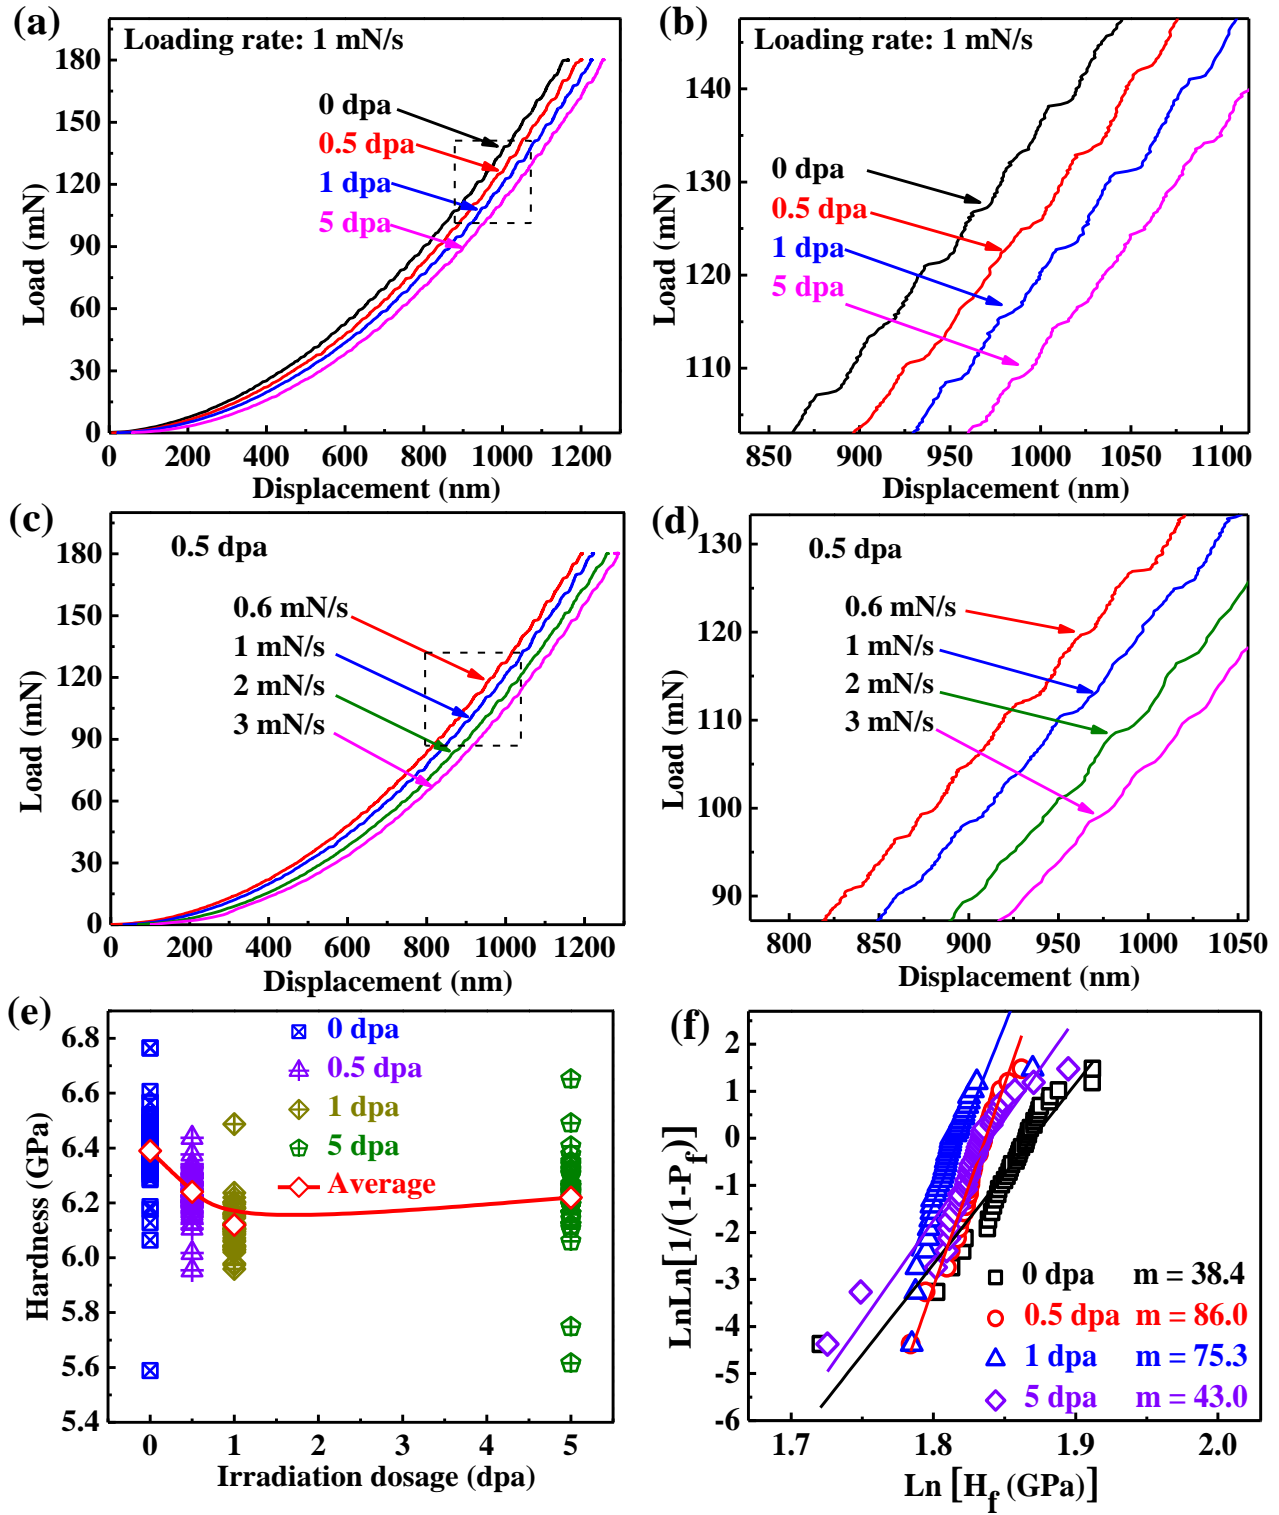 (a)
Loading rate: 1 mN/s
180
150
120
90
60
30
0
Load (mN)
0 dpa
0.5 dpa
1 dpa
5 dpa
0 200 400 600 800 1000 1200
Displacement (nm)
(b)
Loading rate: 1 mN/s
140
130
120
110
Load (mN)
0 dpa
0.5 dpa
1 dpa
5 dpa
850 900 950 1000 1050 1100
Displacement (nm)
(c)
0.5 dpa
180
150
120
90
60
30
0
Load (mN)
0.6 mN/s
1 mN/s
2 mN/s
3 mN/s
0 200 400 600 800 1000 1200
Displacement (nm)
(d)
0.5 dpa
130
120
110
100
90
Load (mN)
0.6 mN/s
1 mN/s
2 mN/s
3 mN/s
800 850 900 950 1000 1050
Displacement (nm)
(e)
6.8
6.6
6.4
6.2
6.0
5.8
5.6
5.4
Hardness (GPa)
0 dpa
0.5 dpa
1 dpa
5 dpa
Average
0 1 2 3 4 5
Irradiation dosage (dpa)
(f)
2
1
0
-1
-2
-3
-4
-5
-6
LnLn[1/(1-P_f)]
0 dpa m = 38.4
0.5 dpa m = 86.0
1 dpa m = 75.3
5 dpa m = 43.0
1.7 1.8 1.9 2.0
Ln [H_f (GPa)]